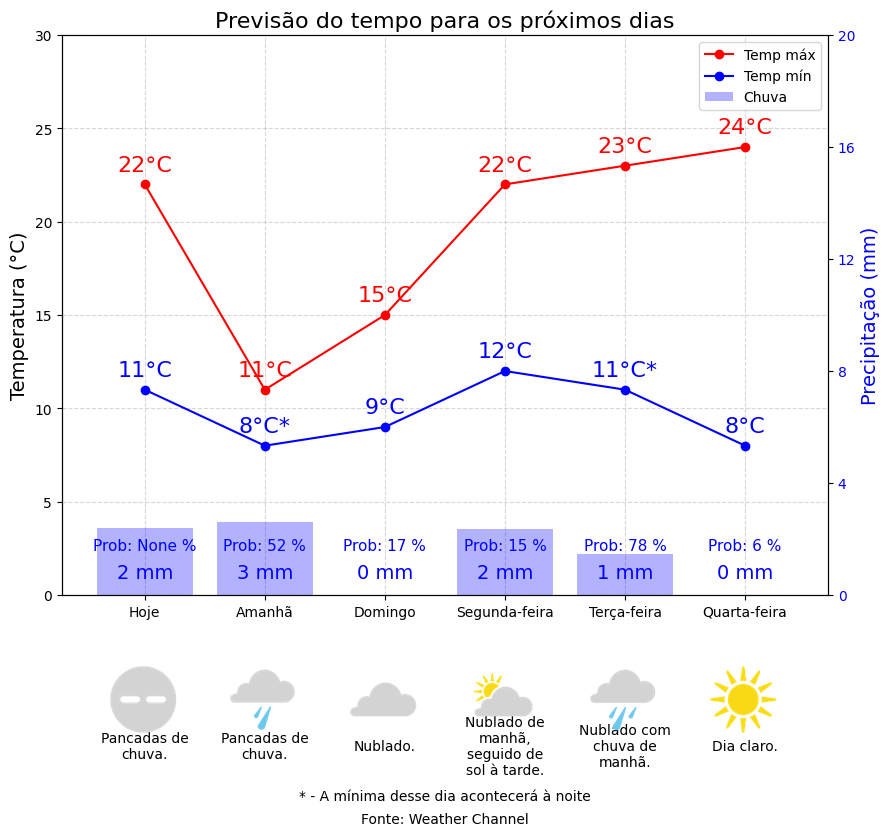 Previsão do tempo para os próximos dias
30
25
20
15
10
5
0
Temperatura (°C)
20
16
12
8
4
0
Precipitação (mm)
Temp máx
Temp mín
Chuva
22°C
11°C
15°C
22°C
23°C
24°C
11°C
8°C*
9°C
12°C
11°C*
8°C
Prob: None %
Prob: 52 %
Prob: 17 %
Prob: 15 %
Prob: 78 %
Prob: 6 %
2 mm
3 mm
0 mm
2 mm
1 mm
0 mm
Hoje
Amanhã
Domingo
Segunda-feira
Terça-feira
Quarta-feira
Pancadas de
chuva.
Pancadas de
chuva.
Nublado.
Nublado de
manhã,
seguido de
sol à tarde.
Nublado com
chuva de
manhã.
Dia claro.
* - A mínima desse dia acontecerá à noite
Fonte: Weather Channel